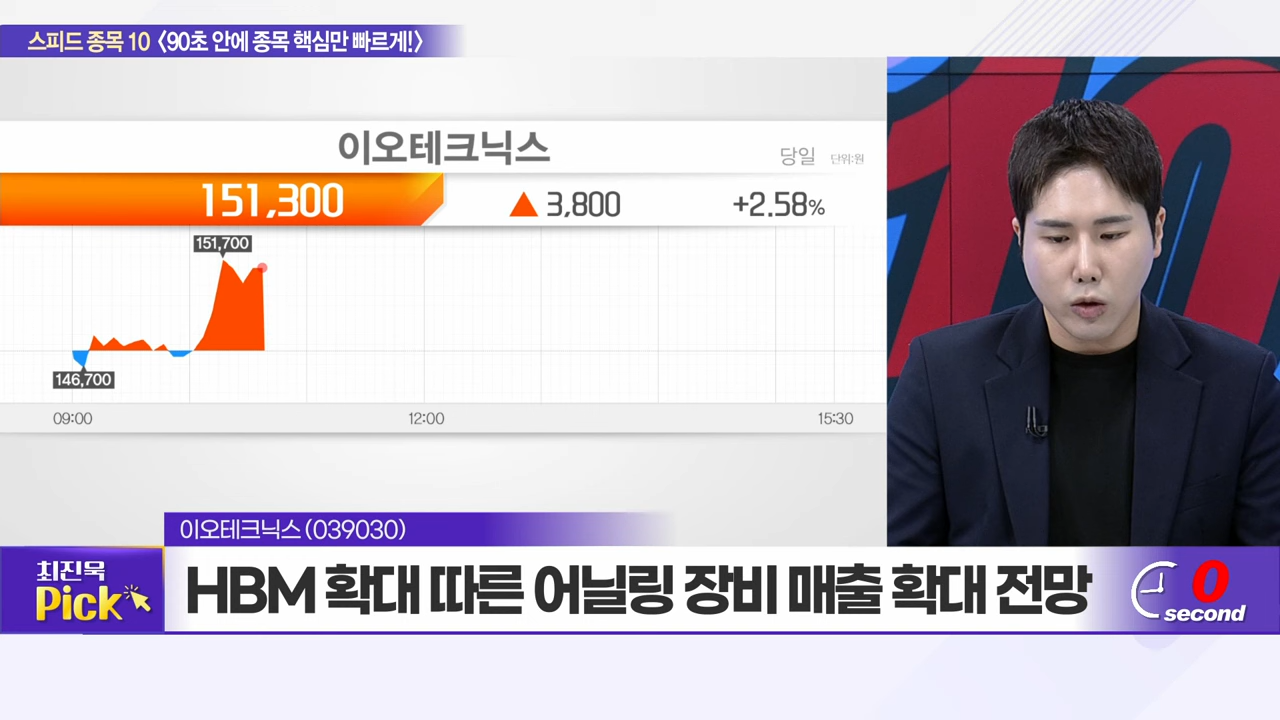 스피드 종목 10 〈90초 안에 종목 핵심만 빠르게!〉
이오테크닉스
당일 단위:원
151,300 ▲ 3,800 +2.58%
151,700
146,700
09:00 12:00 15:30
이오테크닉스 (039030)
최진욱
Pick
HBM 확대 따른 어닐링 장비 매출 확대 전망
0
second